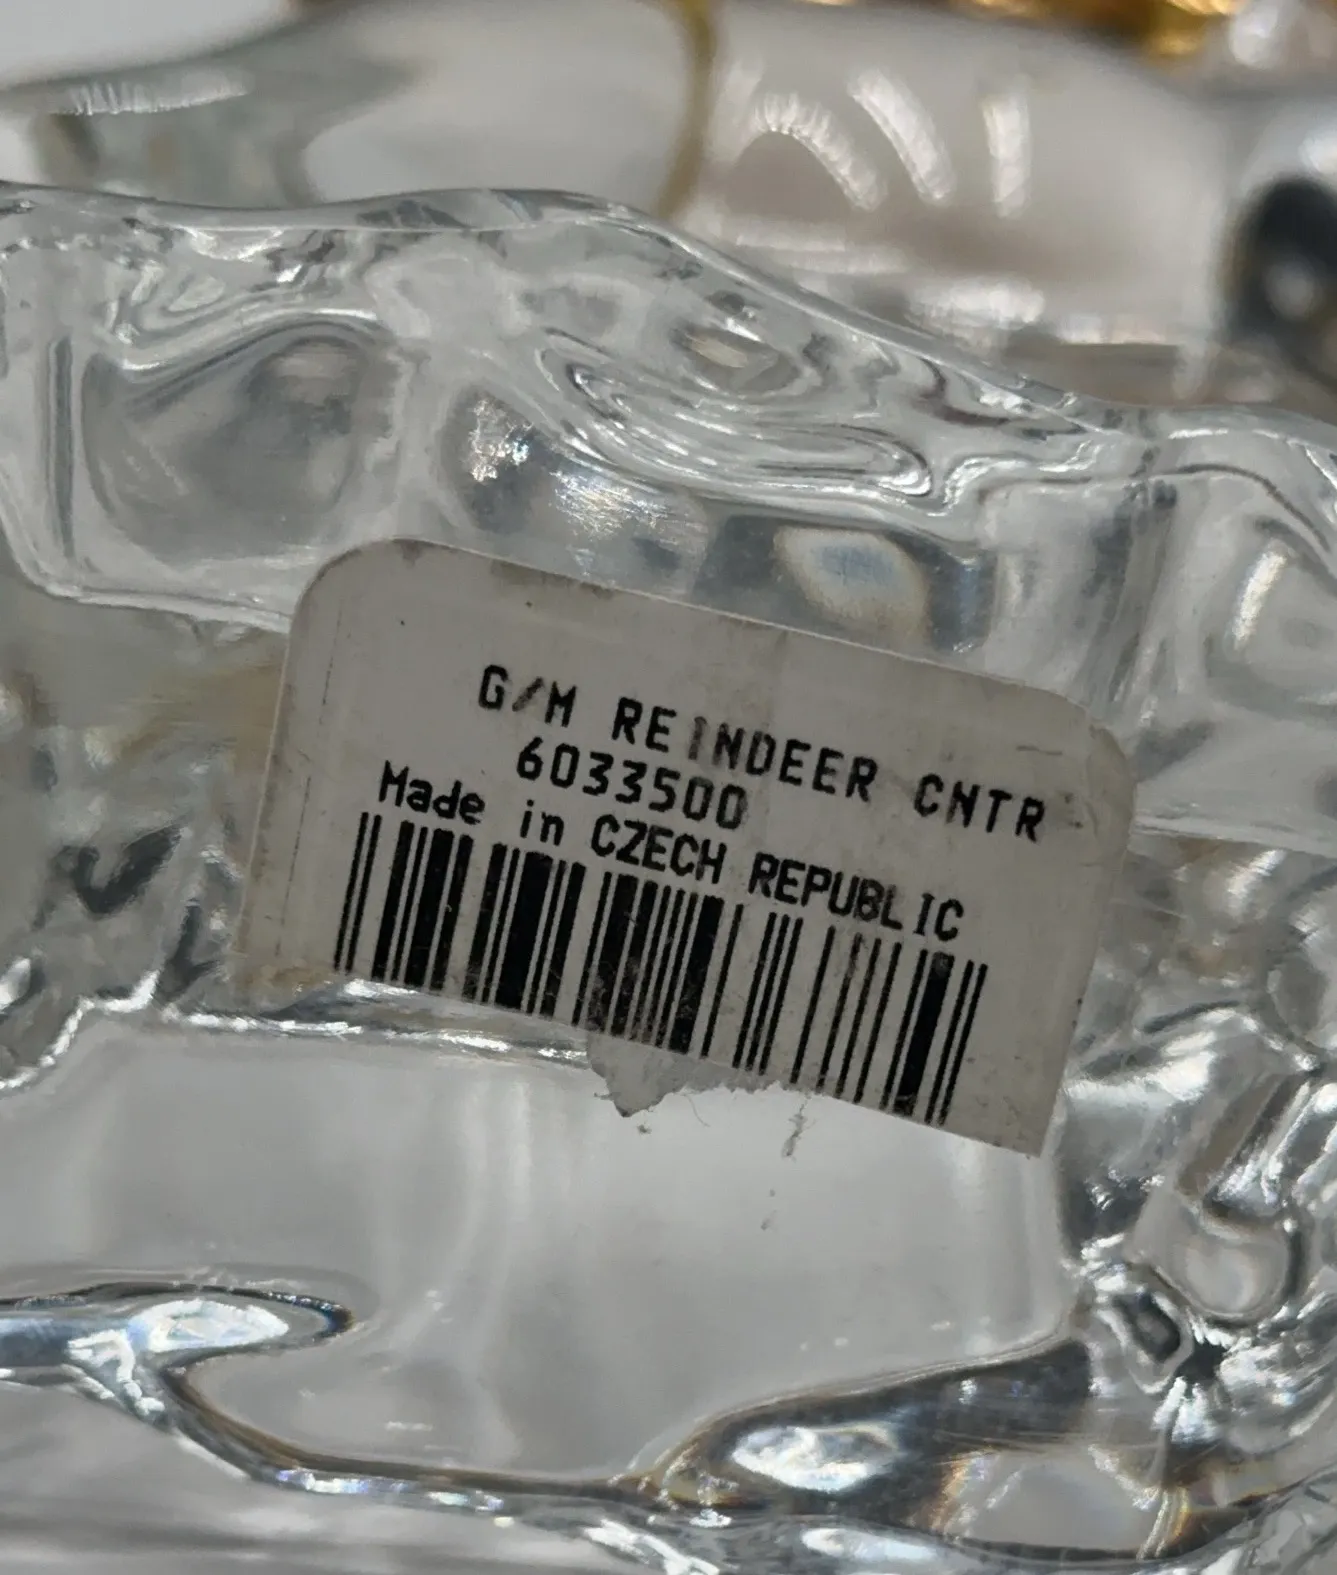 G/M REINDEER CNTR
6033500
Made in CZECH REPUBLIC